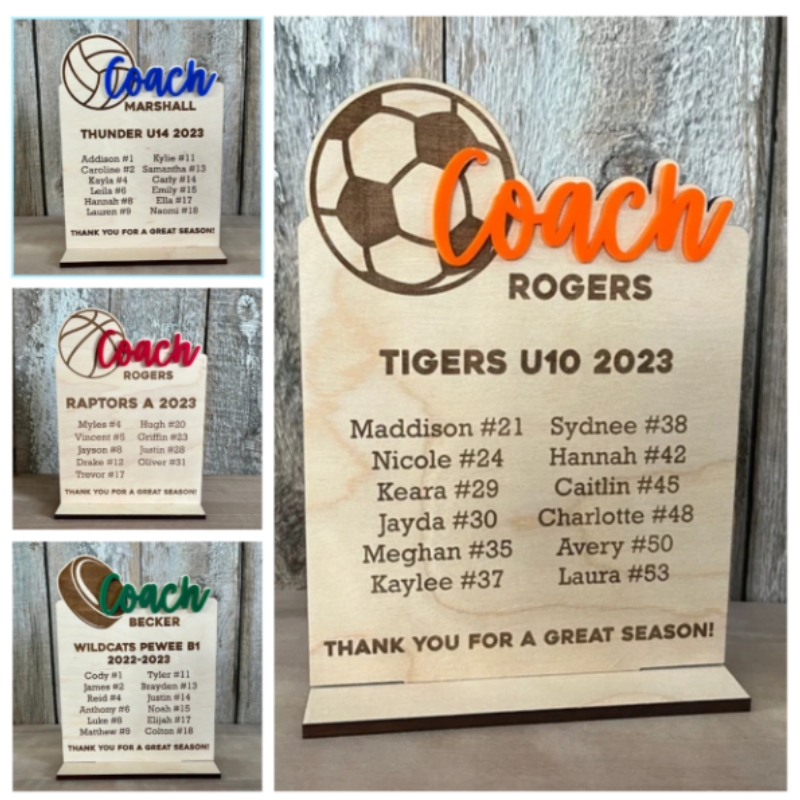 Coach
MARSHALL
THUNDER U14 2023
Addison #1 Kylie #11
Caroline #2 Samantha #13
Kayla #4 Carly #14
Leila #6 Emily #15
Hannah #8 Ella #17
Lauren #9 Naomi #18
THANK YOU FOR A GREAT SEASON!
Coach
ROGERS
RAPTORS A 2023
Myles #4 Hugh #20
Vincent #5 Griffin #23
Jayson #8 Justin #28
Drake #12 Oliver #31
Trevor #17
THANK YOU FOR A GREAT SEASON!
Coach
BECKER
WILDCATS PEWEE B1
2022-2023
Cody #1 Tyler #11
James #2 Brayden #13
Reid #4 Justin #14
Anthony #6 Noah #15
Luke #8 Elijah #17
Matthew #9 Colton #18
THANK YOU FOR A GREAT SEASON!
Coach
ROGERS
TIGERS U10 2023
Maddison #21 Sydnee #38
Nicole #24 Hannah #42
Keara #29 Caitlin #45
Jayda #30 Charlotte #48
Meghan #35 Avery #50
Kaylee #37 Laura #53
THANK YOU FOR A GREAT SEASON!